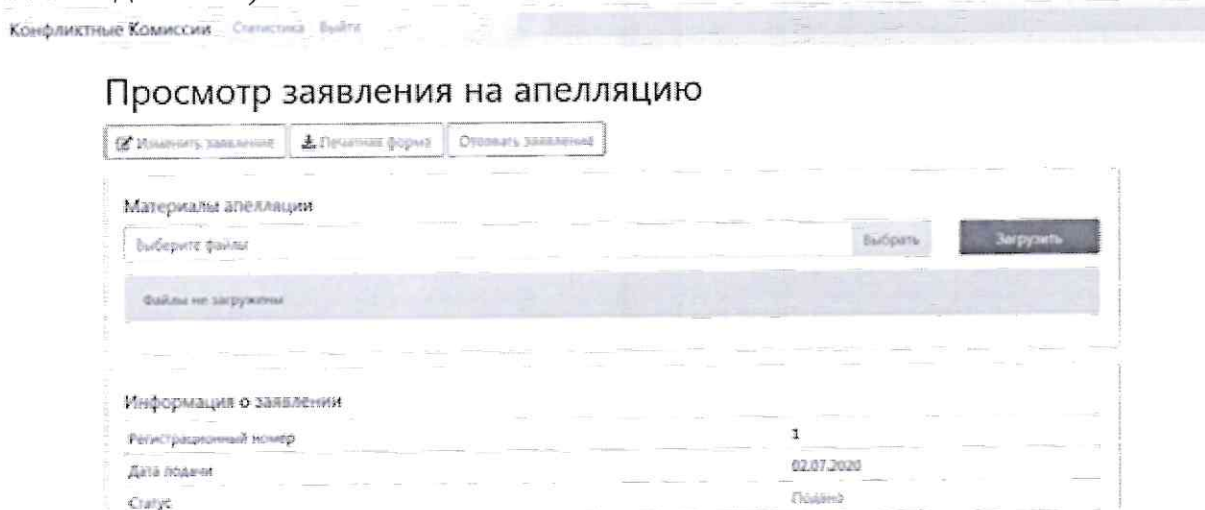 Конфликтные Комиссии Статистика Выйти
Просмотр заявления на апелляцию
Изменить заявление Печатная форма Отозвать заявление
Материалы апелляции
Выберите файлы Выбрать Загрузить
Файлы не загружены
Информация о заявлении
Регистрационный номер 1
Дата подачи 02.07.2020
Статус Подано